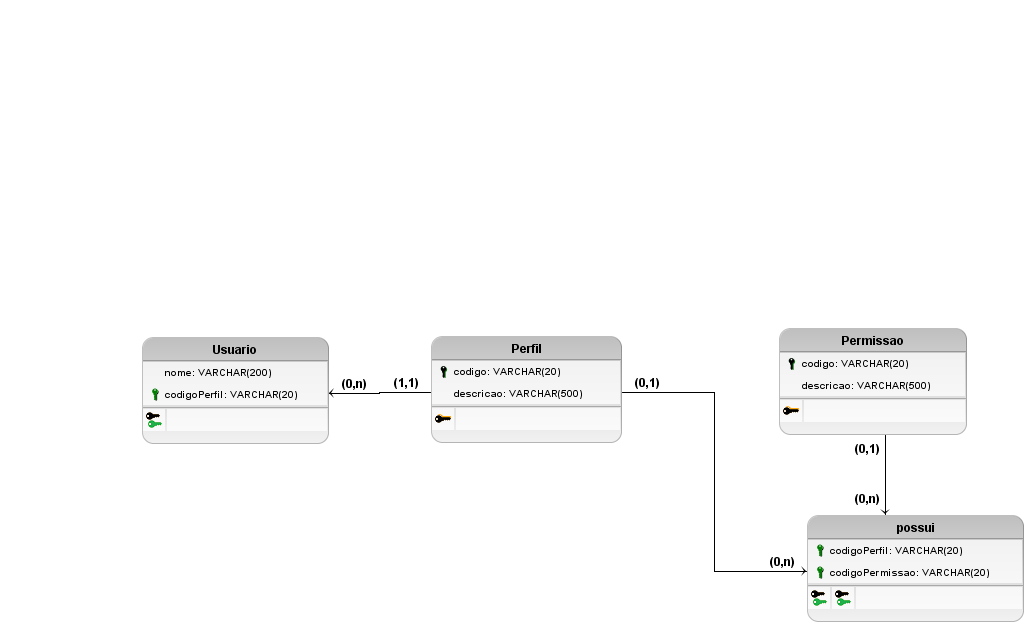 Usuario
nome: VARCHAR(200)
codigoPerfil: VARCHAR(20)
(0,n)
(1,1)
Perfil
codigo: VARCHAR(20)
descricao: VARCHAR(500)
(0,1)
(0,n)
Permissao
codigo: VARCHAR(20)
descricao: VARCHAR(500)
(0,1)
(0,n)
possui
codigoPerfil: VARCHAR(20)
codigoPermissao: VARCHAR(20)